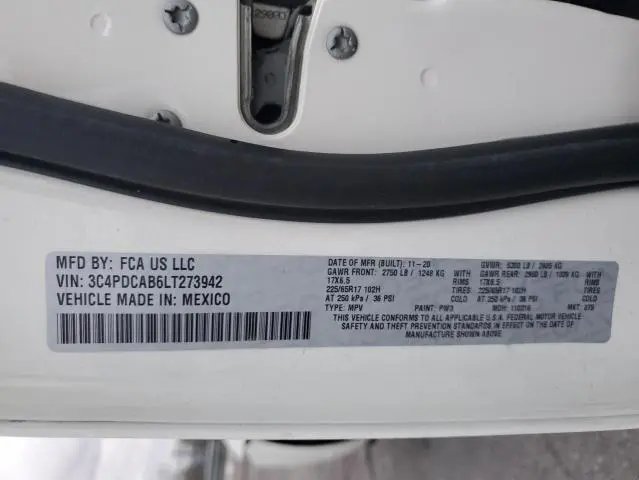 29090
MFD BY: FCA US LLC
VIN: 3C4PDCAB6LT273942
VEHICLE MADE IN: MEXICO
DATE OF MFR (BUILT): 11-20 GVWR: LB / KG
GAWR FRONT: 2750 LB / 1248 KG WITH GAWR REAR: LB / KG WITH
17X6.5 RIMS 17X6.5 RIMS
225/65R17 102H TIRES 225/65R17 102H TIRES
AT 250 kPa / 36 PSI COLD AT 250 kPa / 36 PSI COLD
TYPE: MPV PAINT: PW3 MDH: MKT:
THIS VEHICLE CONFORMS TO ALL APPLICABLE U.S.A. FEDERAL MOTOR VEHICLE
SAFETY AND THEFT PREVENTION STANDARDS IN EFFECT ON THE DATE OF
MANUFACTURE SHOWN ABOVE.